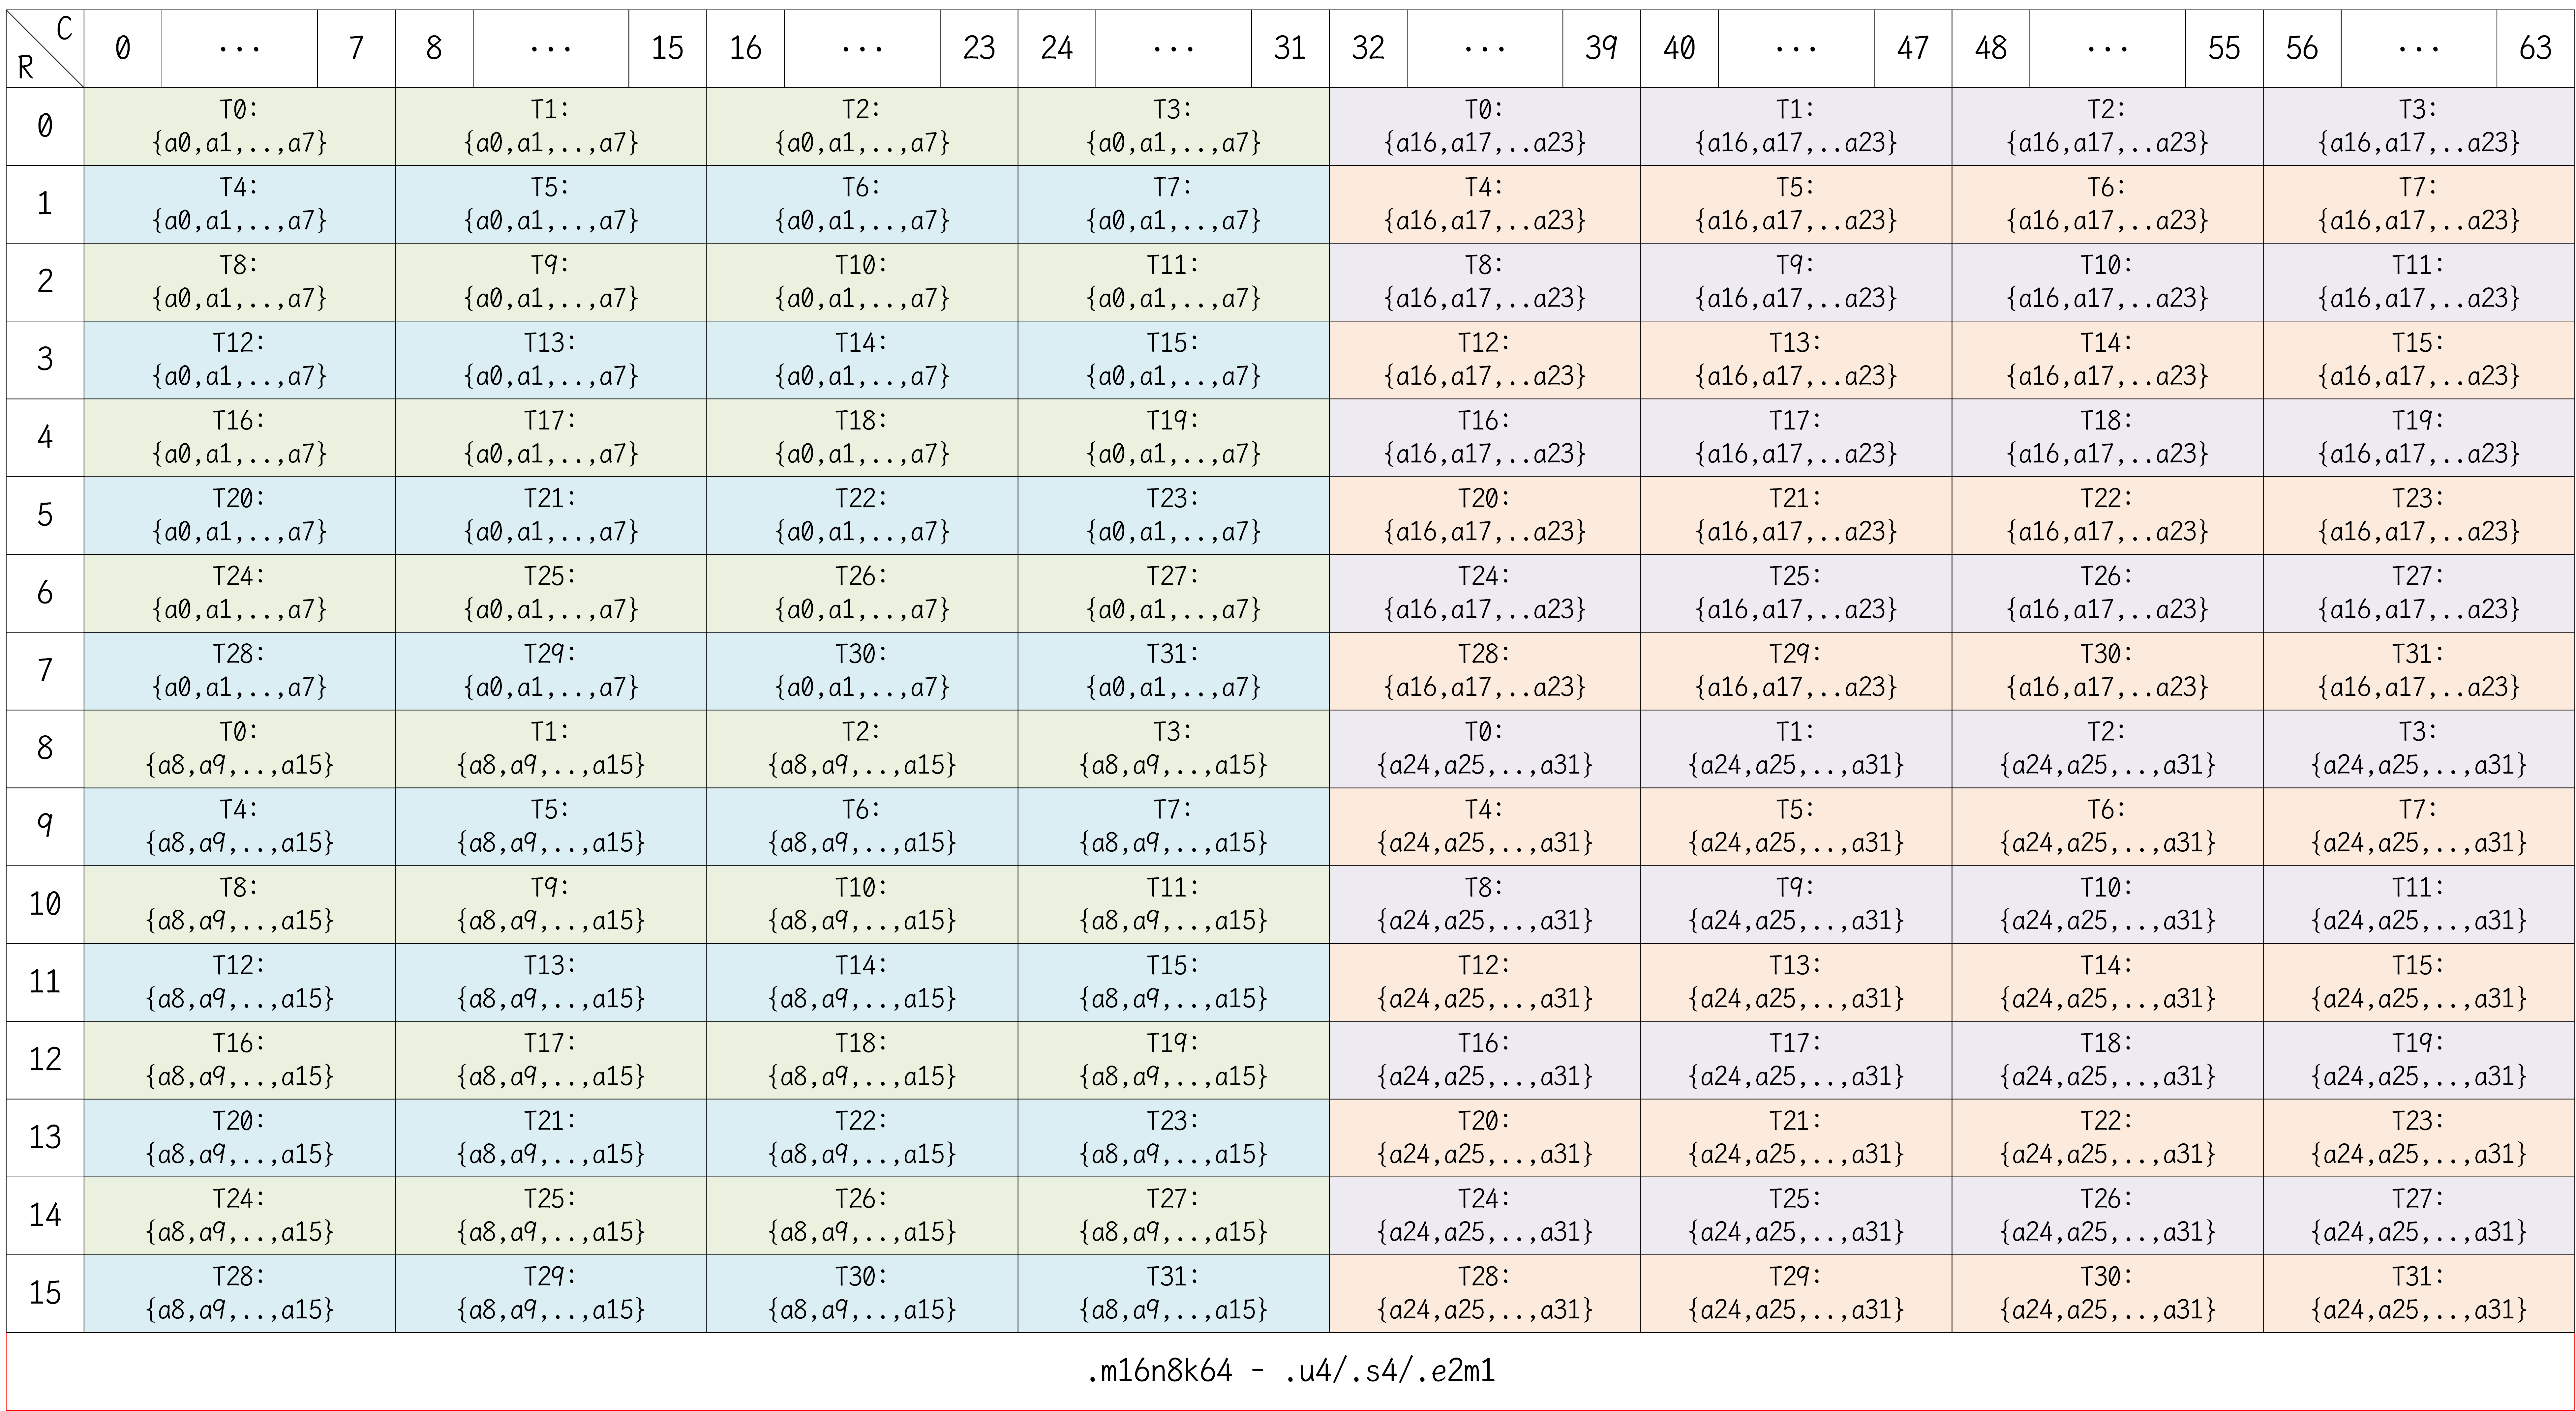 C
R
0 ... 7 8 ... 15 16 ... 23 24 ... 31 32 ... 39 40 ... 47 48 ... 55 56 ... 63
0
T0: T1: T2: T3: T0: T1: T2: T3:
{a0,a1,..,a7} {a0,a1,..,a7} {a0,a1,..,a7} {a0,a1,..,a7} {a16,a17,..a23} {a16,a17,..a23} {a16,a17,..a23} {a16,a17,..a23}
1
T4: T5: T6: T7: T4: T5: T6: T7:
{a0,a1,..,a7} {a0,a1,..,a7} {a0,a1,..,a7} {a0,a1,..,a7} {a16,a17,..a23} {a16,a17,..a23} {a16,a17,..a23} {a16,a17,..a23}
2
T8: T9: T10: T11: T8: T9: T10: T11:
{a0,a1,..,a7} {a0,a1,..,a7} {a0,a1,..,a7} {a0,a1,..,a7} {a16,a17,..a23} {a16,a17,..a23} {a16,a17,..a23} {a16,a17,..a23}
3
T12: T13: T14: T15: T12: T13: T14: T15:
{a0,a1,..,a7} {a0,a1,..,a7} {a0,a1,..,a7} {a0,a1,..,a7} {a16,a17,..a23} {a16,a17,..a23} {a16,a17,..a23} {a16,a17,..a23}
4
T16: T17: T18: T19: T16: T17: T18: T19:
{a0,a1,..,a7} {a0,a1,..,a7} {a0,a1,..,a7} {a0,a1,..,a7} {a16,a17,..a23} {a16,a17,..a23} {a16,a17,..a23} {a16,a17,..a23}
5
T20: T21: T22: T23: T20: T21: T22: T23:
{a0,a1,..,a7} {a0,a1,..,a7} {a0,a1,..,a7} {a0,a1,..,a7} {a16,a17,..a23} {a16,a17,..a23} {a16,a17,..a23} {a16,a17,..a23}
6
T24: T25: T26: T27: T24: T25: T26: T27:
{a0,a1,..,a7} {a0,a1,..,a7} {a0,a1,..,a7} {a0,a1,..,a7} {a16,a17,..a23} {a16,a17,..a23} {a16,a17,..a23} {a16,a17,..a23}
7
T28: T29: T30: T31: T28: T29: T30: T31:
{a0,a1,..,a7} {a0,a1,..,a7} {a0,a1,..,a7} {a0,a1,..,a7} {a16,a17,..a23} {a16,a17,..a23} {a16,a17,..a23} {a16,a17,..a23}
8
T0: T1: T2: T3: T0: T1: T2: T3:
{a8,a9,..,a15} {a8,a9,..,a15} {a8,a9,..,a15} {a8,a9,..,a15} {a24,a25,..,a31} {a24,a25,..,a31} {a24,a25,..,a31} {a24,a25,..,a31}
9
T4: T5: T6: T7: T4: T5: T6: T7:
{a8,a9,..,a15} {a8,a9,..,a15} {a8,a9,..,a15} {a8,a9,..,a15} {a24,a25,..,a31} {a24,a25,..,a31} {a24,a25,..,a31} {a24,a25,..,a31}
10
T8: T9: T10: T11: T8: T9: T10: T11:
{a8,a9,..,a15} {a8,a9,..,a15} {a8,a9,..,a15} {a8,a9,..,a15} {a24,a25,..,a31} {a24,a25,..,a31} {a24,a25,..,a31} {a24,a25,..,a31}
11
T12: T13: T14: T15: T12: T13: T14: T15:
{a8,a9,..,a15} {a8,a9,..,a15} {a8,a9,..,a15} {a8,a9,..,a15} {a24,a25,..,a31} {a24,a25,..,a31} {a24,a25,..,a31} {a24,a25,..,a31}
12
T16: T17: T18: T19: T16: T17: T18: T19:
{a8,a9,..,a15} {a8,a9,..,a15} {a8,a9,..,a15} {a8,a9,..,a15} {a24,a25,..,a31} {a24,a25,..,a31} {a24,a25,..,a31} {a24,a25,..,a31}
13
T20: T21: T22: T23: T20: T21: T22: T23:
{a8,a9,..,a15} {a8,a9,..,a15} {a8,a9,..,a15} {a8,a9,..,a15} {a24,a25,..,a31} {a24,a25,..,a31} {a24,a25,..,a31} {a24,a25,..,a31}
14
T24: T25: T26: T27: T24: T25: T26: T27:
{a8,a9,..,a15} {a8,a9,..,a15} {a8,a9,..,a15} {a8,a9,..,a15} {a24,a25,..,a31} {a24,a25,..,a31} {a24,a25,..,a31} {a24,a25,..,a31}
15
T28: T29: T30: T31: T28: T29: T30: T31:
{a8,a9,..,a15} {a8,a9,..,a15} {a8,a9,..,a15} {a8,a9,..,a15} {a24,a25,..,a31} {a24,a25,..,a31} {a24,a25,..,a31} {a24,a25,..,a31}
.m16n8k64 - .u4/.s4/.e2m1